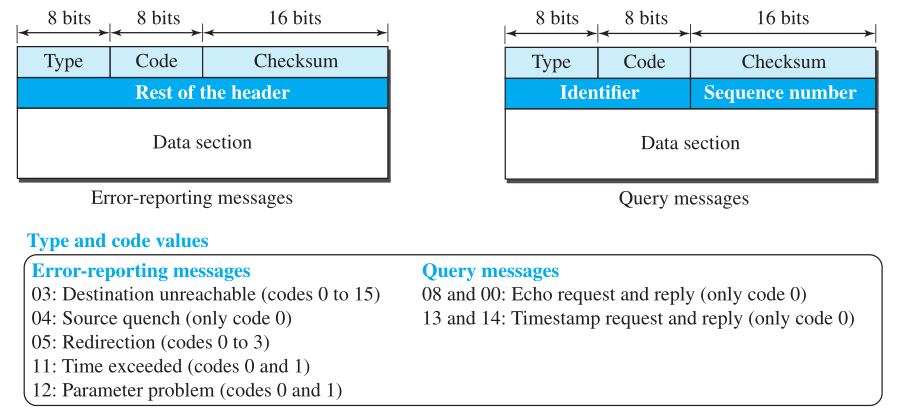 8 bits 8 bits 16 bits
Type Code Checksum
Rest of the header
Data section
Error-reporting messages
8 bits 8 bits 16 bits
Type Code Checksum
Identifier Sequence number
Data section
Query messages
Type and code values
Error-reporting messages
03: Destination unreachable (codes 0 to 15)
04: Source quench (only code 0)
05: Redirection (codes 0 to 3)
11: Time exceeded (codes 0 and 1)
12: Parameter problem (codes 0 and 1)
Query messages
08 and 00: Echo request and reply (only code 0)
13 and 14: Timestamp request and reply (only code 0)